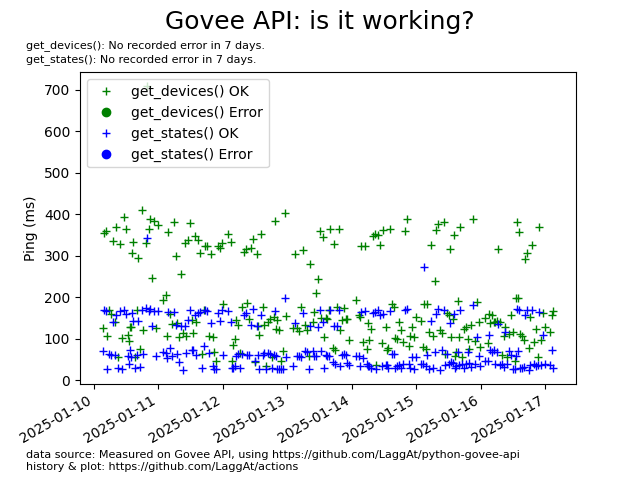 Govee API: is it working?
get_devices(): No recorded error in 7 days.
get_states(): No recorded error in 7 days.
700
600
500
400
300
200
100
0
Ping (ms)
get_devices() OK
get_devices() Error
get_states() OK
get_states() Error
2025-01-10
2025-01-11
2025-01-12
2025-01-13
2025-01-14
2025-01-15
2025-01-16
2025-01-17
data source: Measured on Govee API, using https://github.com/LaggAt/python-govee-api
history & plot: https://github.com/LaggAt/actions